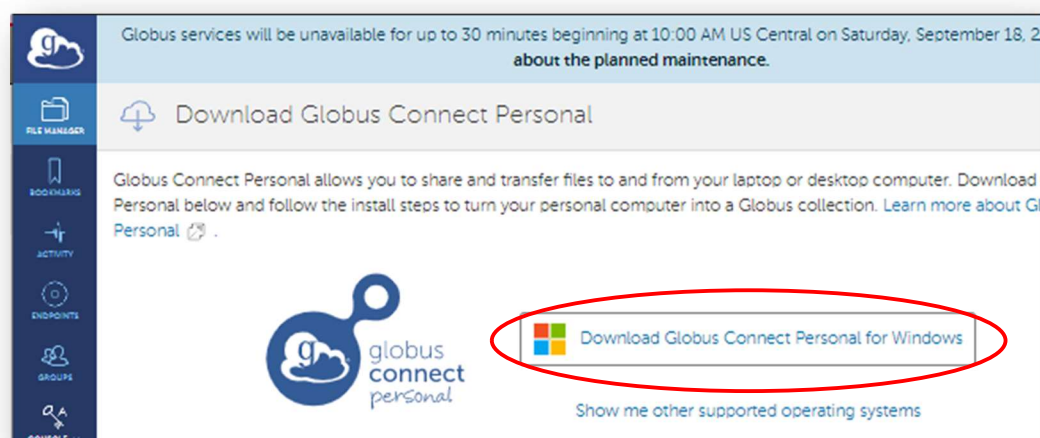 Globus services will be unavailable for up to 30 minutes beginning at 10:00 AM US Central on Saturday, September 18, 2
about the planned maintenance.
FILE MANAGER
Download Globus Connect Personal
BOOKMARKS
Globus Connect Personal allows you to share and transfer files to and from your laptop or desktop computer. Download
Personal below and follow the install steps to turn your personal computer into a Globus collection. Learn more about Gl
Personal .
ACTIVITY
ENDPOINTS
GROUPS
CONSOLE
globus
connect
personal
Download Globus Connect Personal for Windows
Show me other supported operating systems